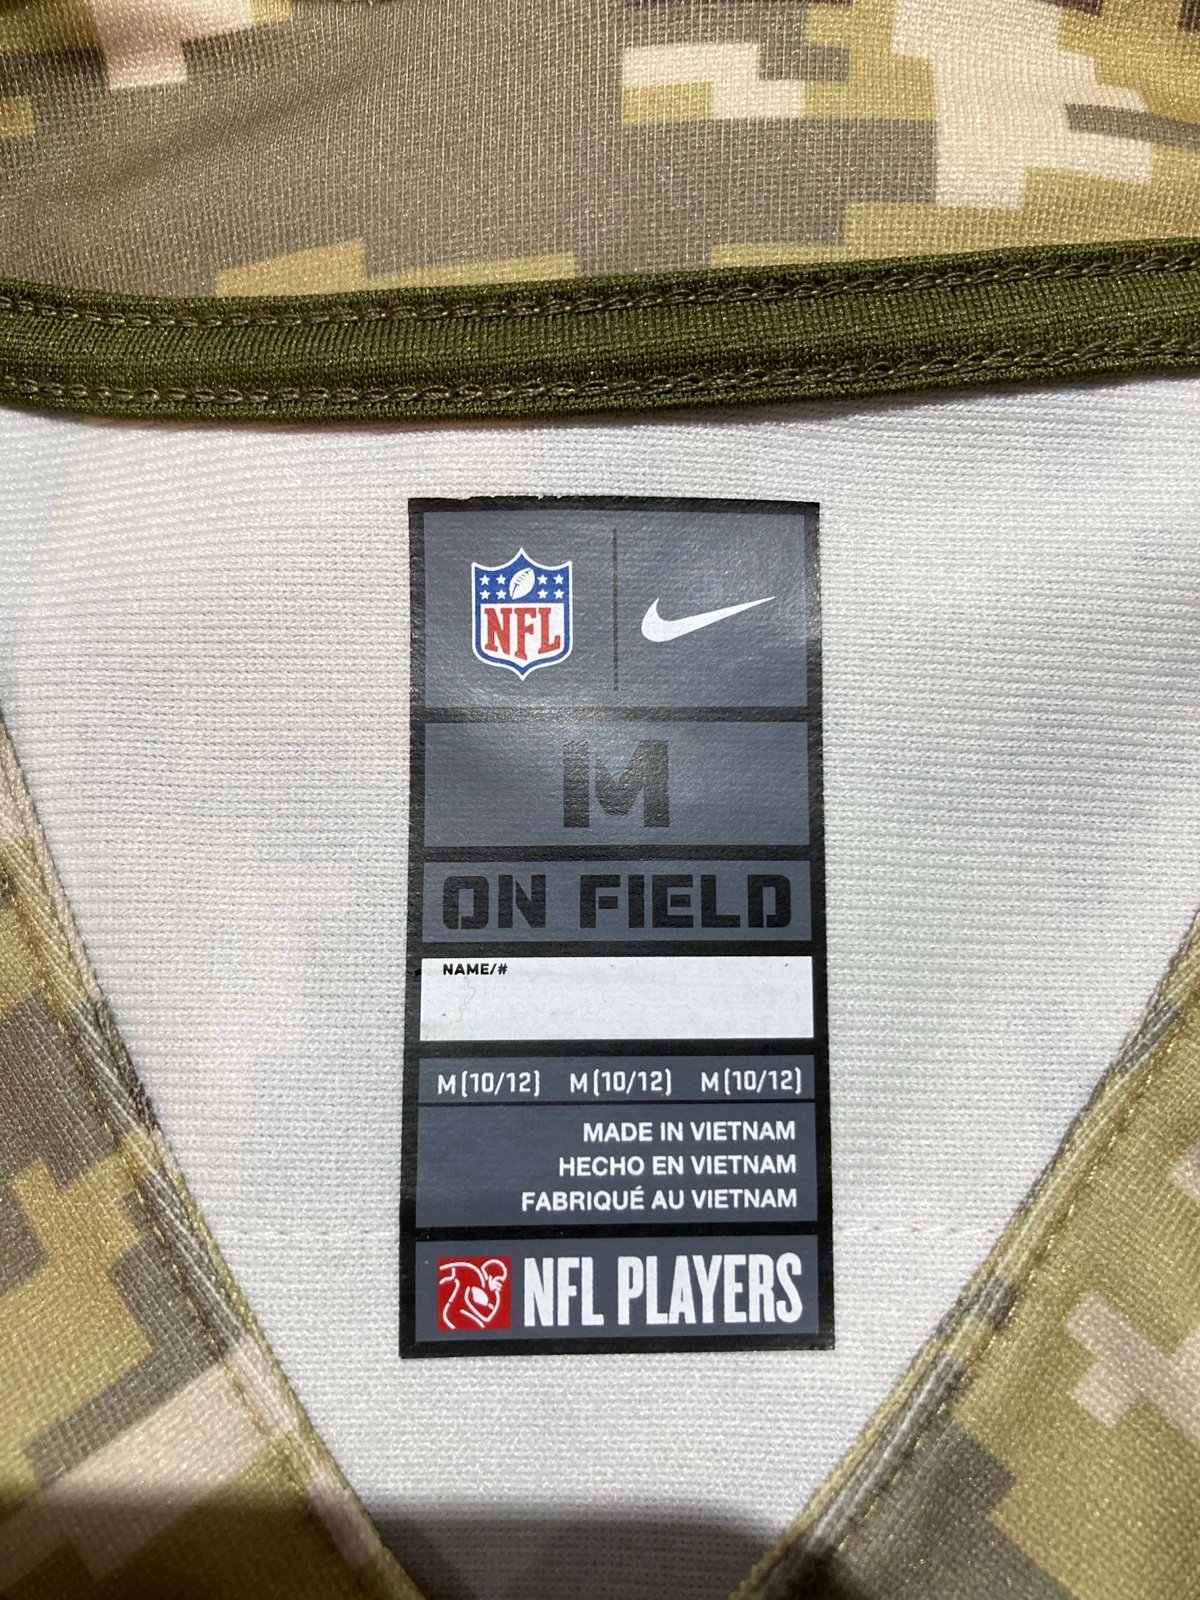 NFL
M
ON FIELD
NAME/#
M(10/12) M(10/12) M(10/12)
MADE IN VIETNAM
HECHO EN VIETNAM
FABRIQUÉ AU VIETNAM
NFL PLAYERS